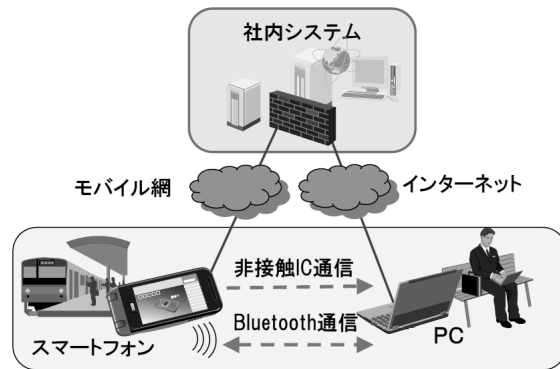 社内システム
モバイル網
インターネット
非接触IC通信
Bluetooth通信
スマートフォン
PC